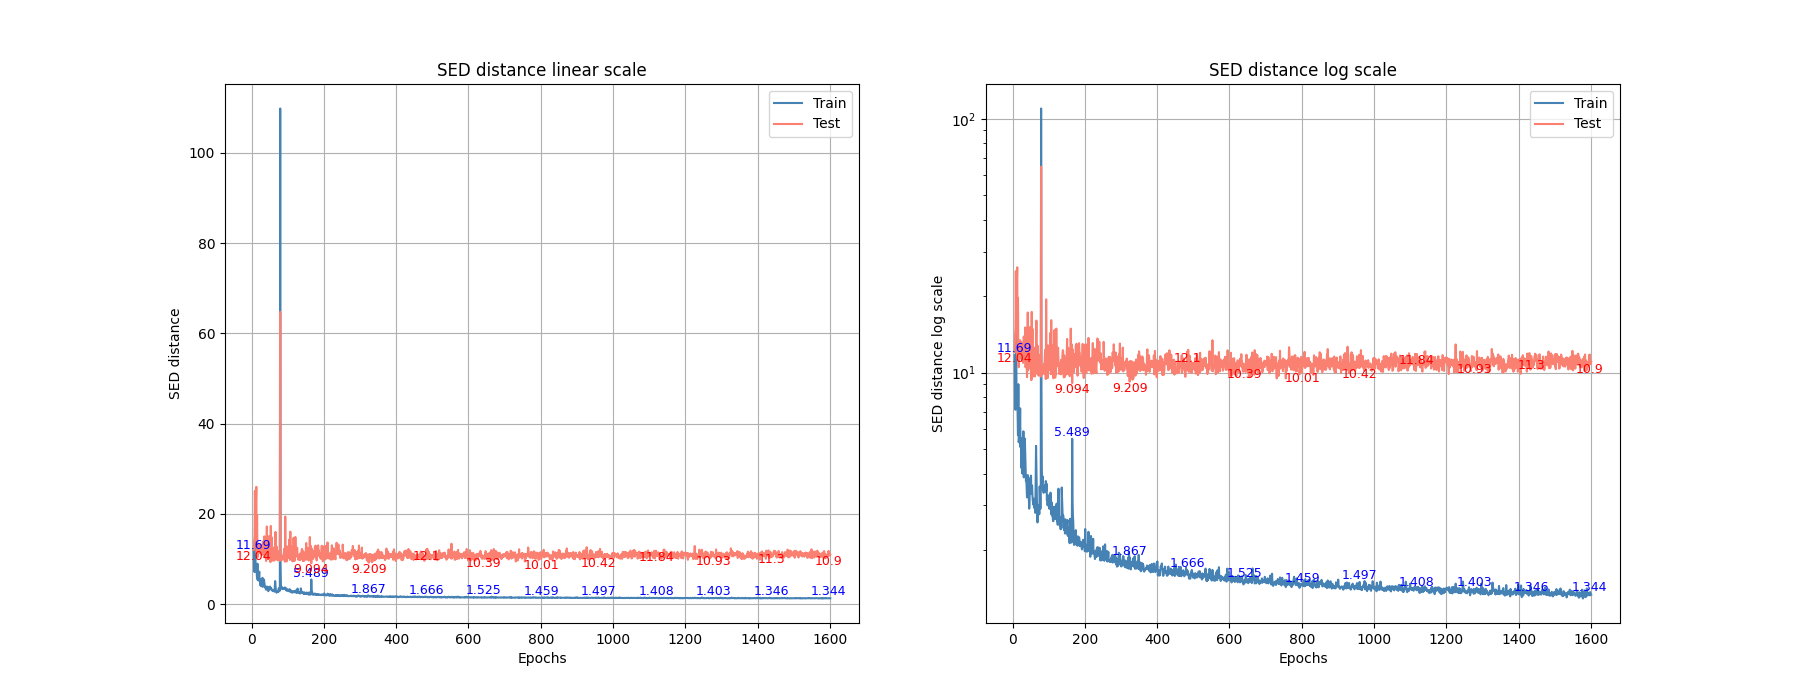 SED distance linear scale
SED distance
100
80
60
40
20
0
0 200 400 600 800 1000 1200 1400 1600
Epochs
Train
Test
11.69 5.489 1.867 1.666 1.525 1.459 1.497 1.408 1.403 1.346 1.344
12.04 9.094 9.209 12.1 10.39 10.01 10.42 11.84 10.93 11.3 10.9
SED distance log scale
SED distance log scale
10²
10¹
0 200 400 600 800 1000 1200 1400 1600
Epochs
Train
Test
11.69 5.489 1.867 1.666 1.525 1.459 1.497 1.408 1.403 1.346 1.344
12.04 9.094 9.209 12.1 10.39 10.01 10.42 11.84 10.93 11.3 10.9